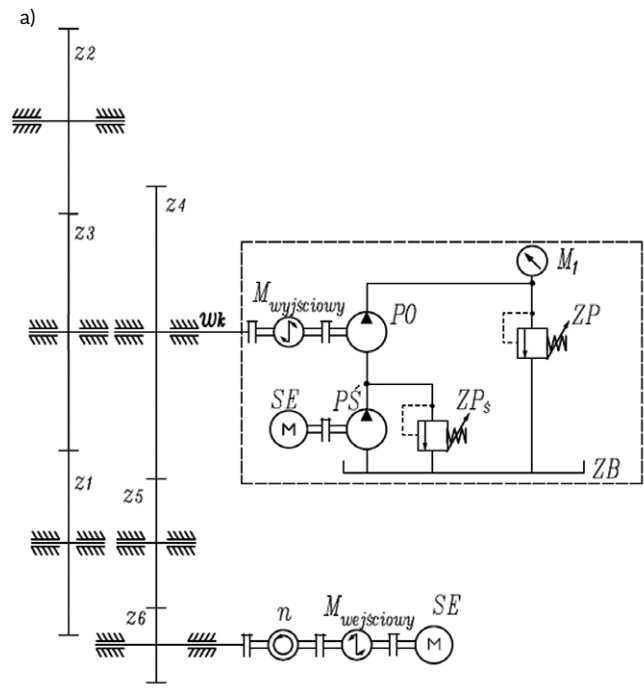 a)
z2
z4
z3
M1
Mwyjściowy
PO
ZP
wk
SE
PŚ
ZPś
ZB
M
z1
z5
z6
n
Mwejściowy
SE
M